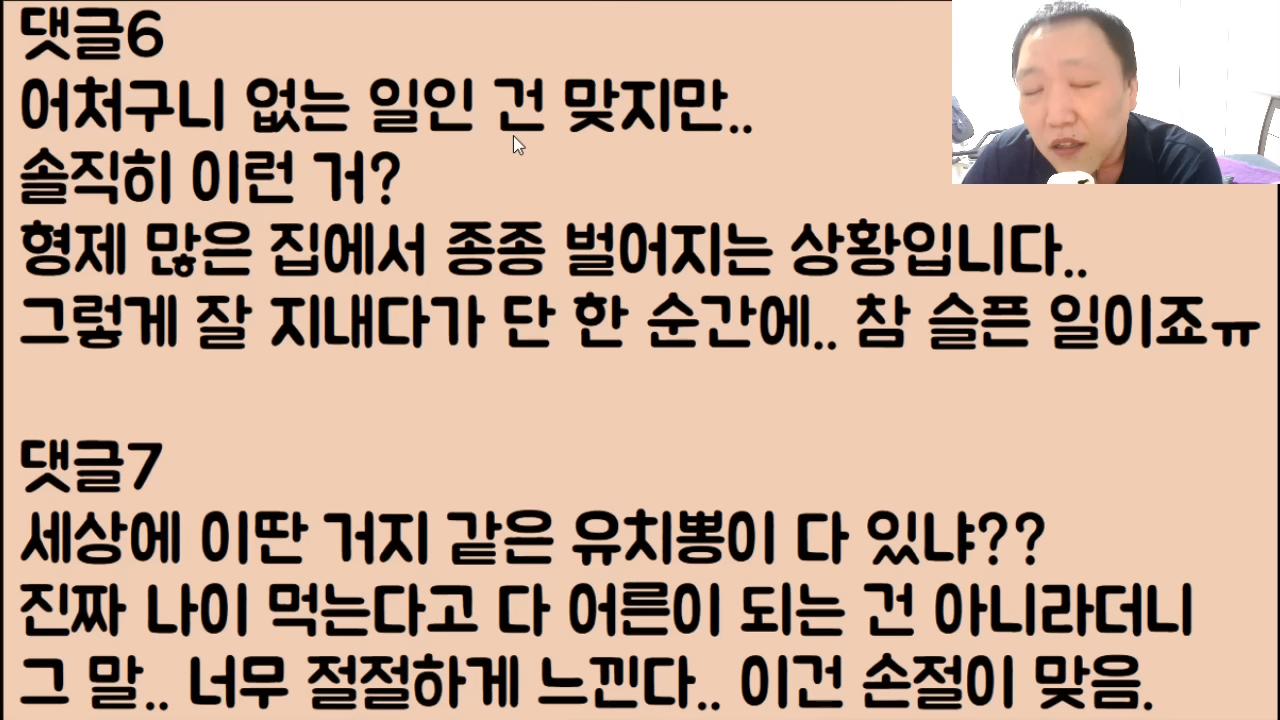 댓글6
어처구니 없는 일인 건 맞지만..
솔직히 이런 거?
형제 많은 집에서 종종 벌어지는 상황입니다..
그렇게 잘 지내다가 단 한 순간에.. 참 슬픈 일이죠ㅠ
댓글7
세상에 이딴 거지 같은 유치뽕이 다 있냐??
진짜 나이 먹는다고 다 어른이 되는 건 아니라더니
그 말.. 너무 절절하게 느낀다.. 이건 손절이 맞음.